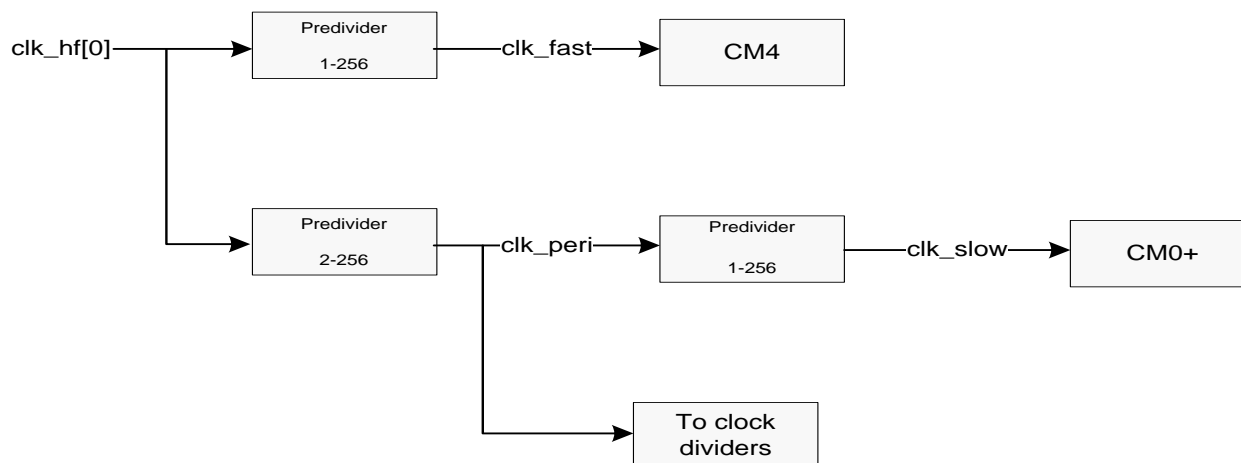 clk_hf[0]
Predivider
1-256
clk_fast
CM4
Predivider
2-256
clk_peri
Predivider
1-256
clk_slow
CM0+
To clock
dividers